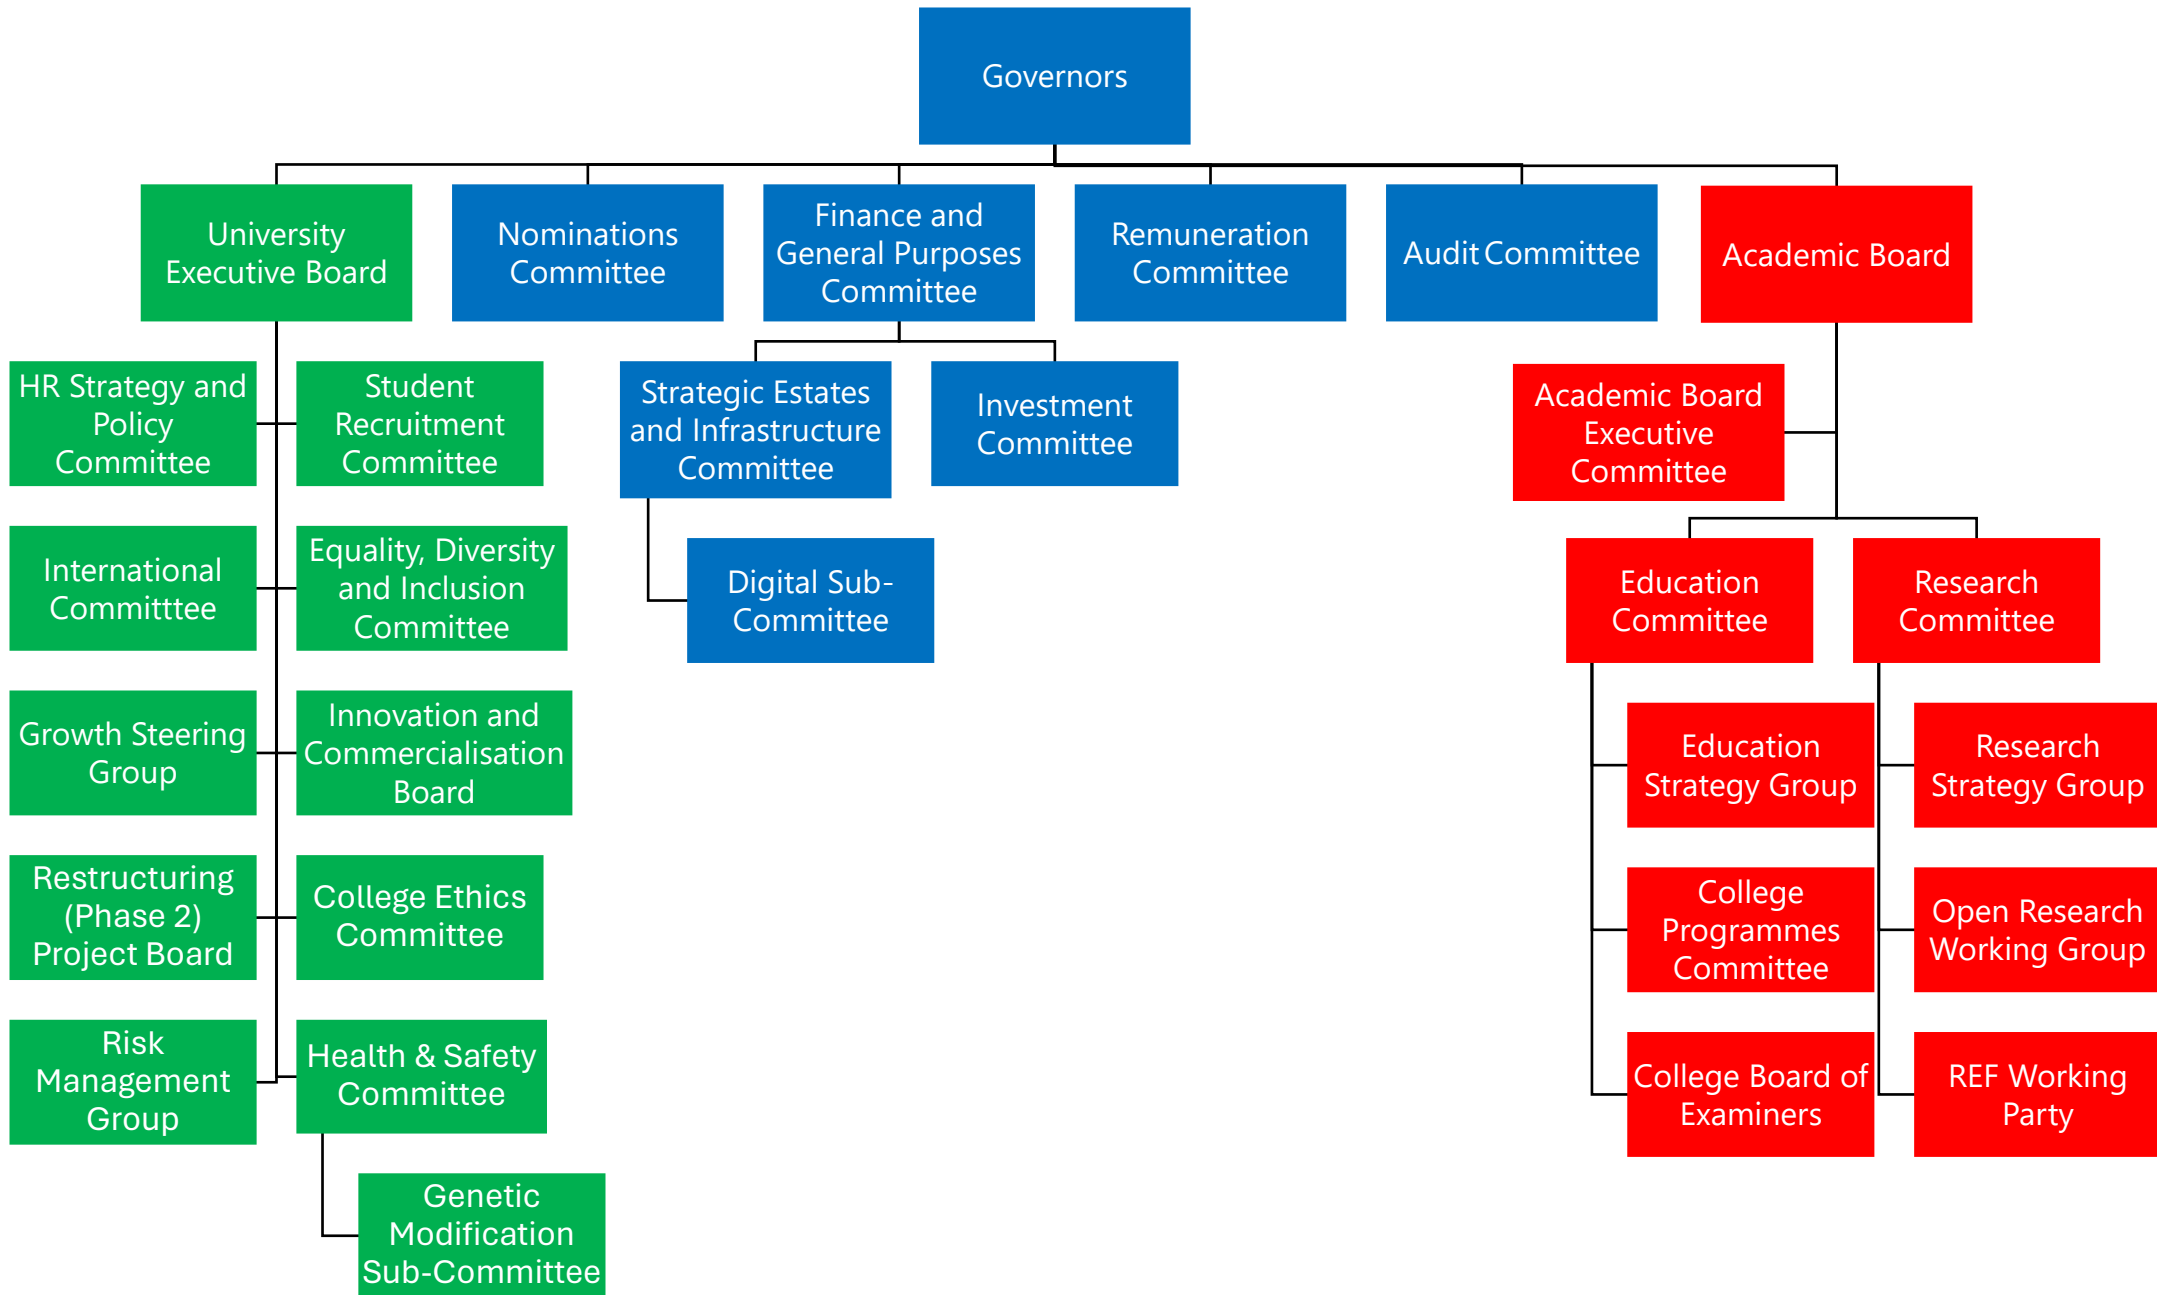 Governors
University
Executive Board
Nominations
Committee
Finance and
General Purposes
Committee
Remuneration
Committee
Audit Committee
Academic Board
HR Strategy and
Policy
Committee
Student
Recruitment
Committee
Strategic Estates
and Infrastructure
Committee
Investment
Committee
Academic Board
Executive
Committee
International
Committtee
Equality, Diversity
and Inclusion
Committee
Digital Sub-
Committee
Education
Committee
Research
Committee
Growth Steering
Group
Innovation and
Commercialisation
Board
Education
Strategy Group
Research
Strategy Group
Restructuring
(Phase 2)
Project Board
College Ethics
Committee
College
Programmes
Committee
Open Research
Working Group
Risk
Management
Group
Health & Safety
Committee
College Board of
Examiners
REF Working
Party
Genetic
Modification
Sub-Committee